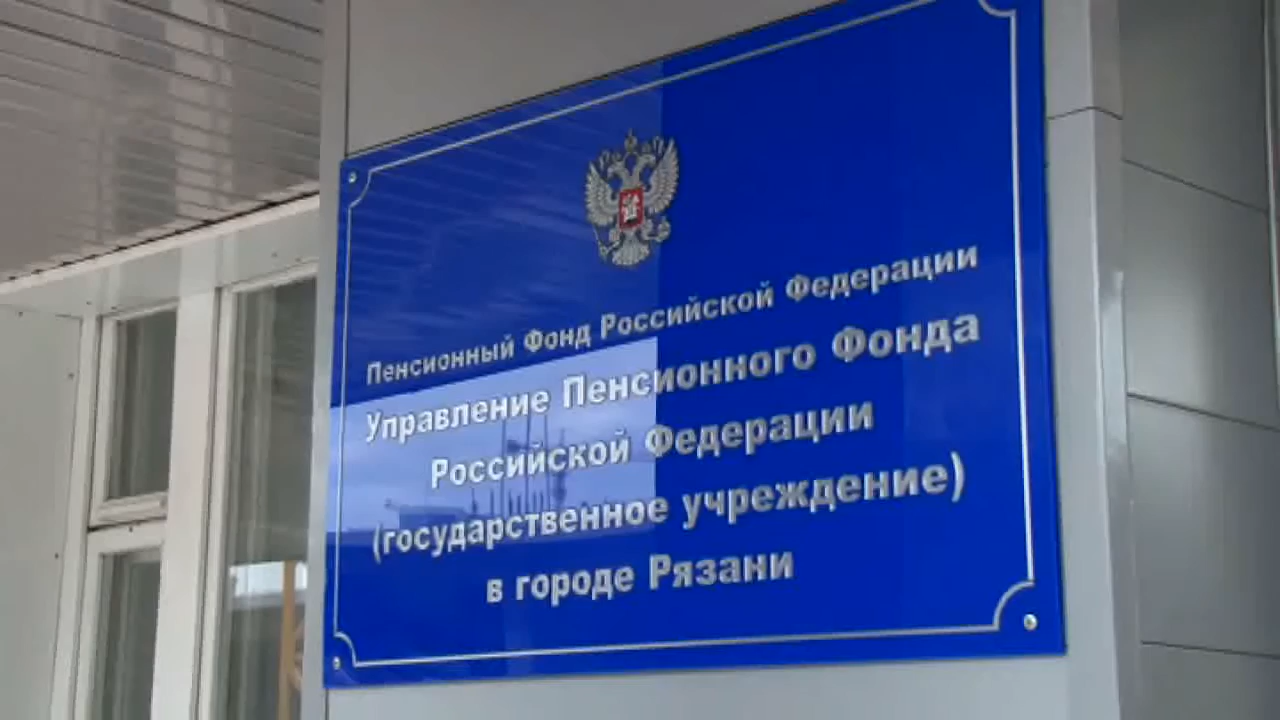 Пенсионный Фонд Российской Федерации
Управление Пенсионного Фонда
Российской Федерации
(государственное учреждение)
в городе Рязани